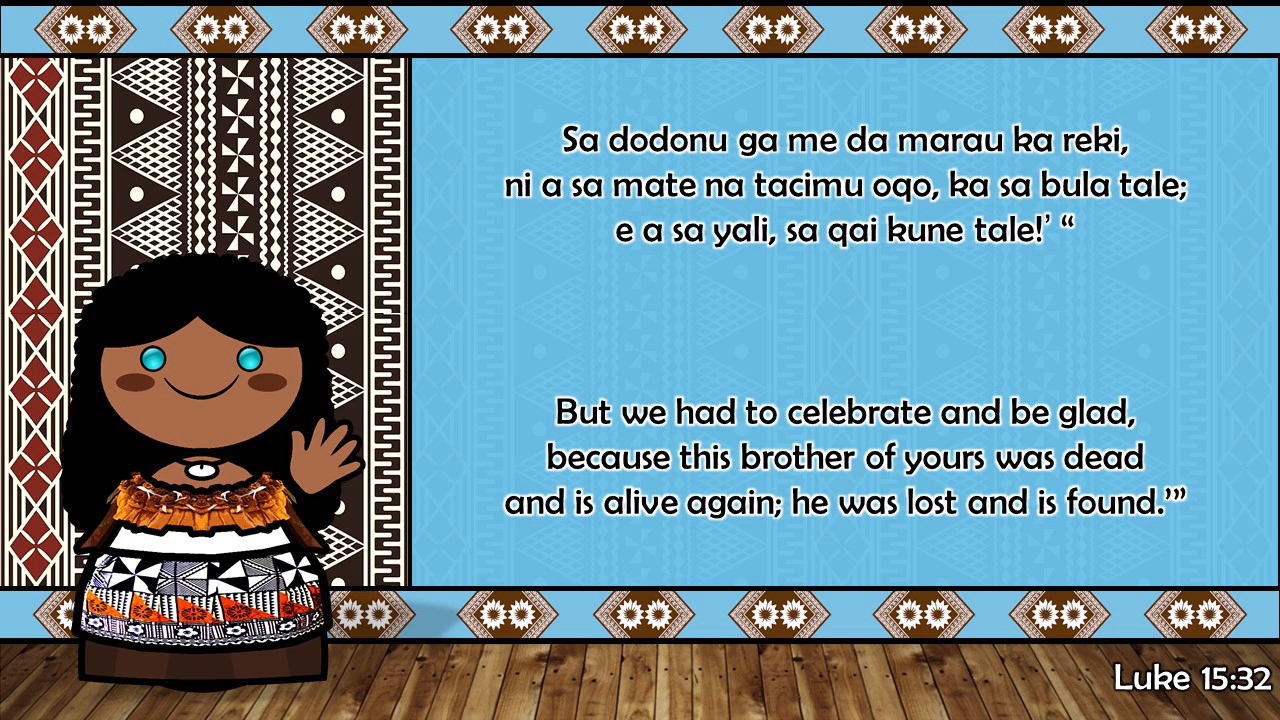 Sa dodonu ga me da marau ka reki,
ni a sa mate na tacimu oqo, ka sa bula tale;
e a sa yali, sa qai kune tale!’ “
But we had to celebrate and be glad,
because this brother of yours was dead
and is alive again; he was lost and is found.’”
Luke 15:32